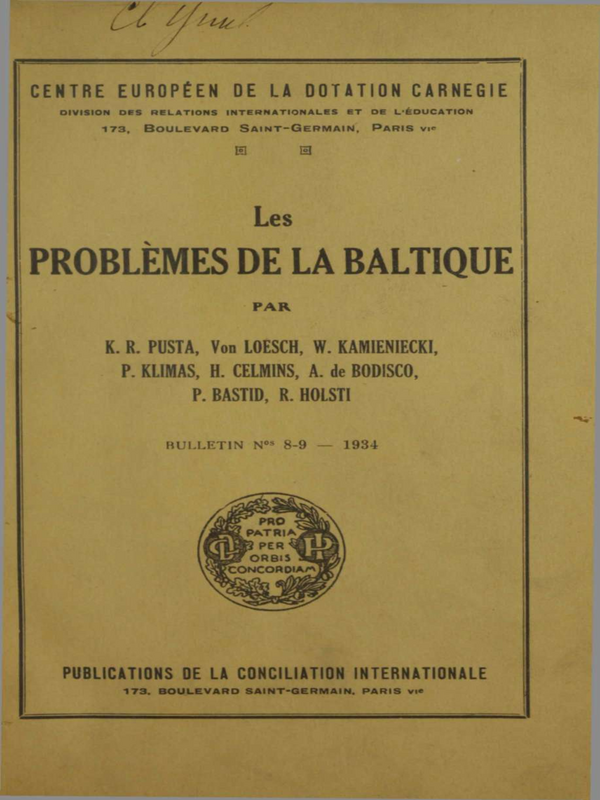 CENTRE EUROPÉEN DE LA DOTATION CARNEGIE
DIVISION DES RELATIONS INTERNATIONALES ET DE L'ÉDUCATION
173, BOULEVARD SAINT-GERMAIN, PARIS VIe
Les
PROBLÈMES DE LA BALTIQUE
PAR
K. R. PUSTA, Von LOESCH, W. KAMIENIECKI,
P. KLIMAS, H. CELMINS, A. de BODISCO,
P. BASTID, R. HOLSTI
BULLETIN Nos 8-9 — 1934
PRO
PATRIA
PER
ORBIS
CONCORDIAM
PUBLICATIONS DE LA CONCILIATION INTERNATIONALE
173, BOULEVARD SAINT-GERMAIN, PARIS VIe